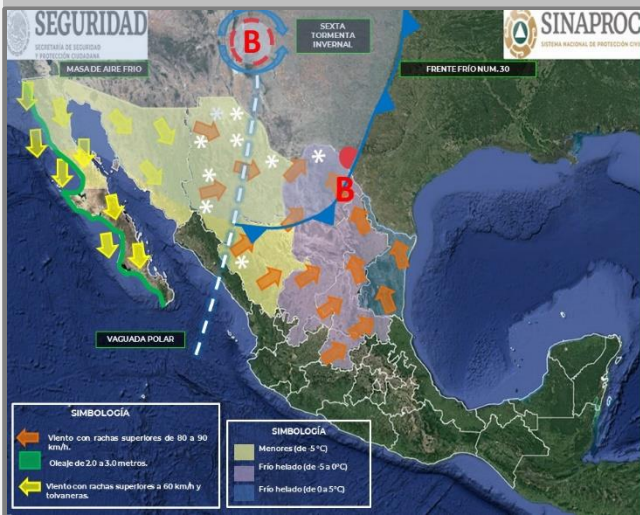 SEGURIDAD
SECRETARÍA DE SEGURIDAD
Y PROTECCIÓN CIUDADANA
SEXTA
TORMENTA
INVERNAL
SINAPROC
SISTEMA NACIONAL DE PROTECCIÓN CIVIL
B
MASA DE AIRE FRIO
FRENTE FRÍO NUM. 30
B
VAGUADA POLAR
SIMBOLOGÍA
Viento con rachas superiores de 80 a 90
km/h.
Oleaje de 2.0 a 3.0 metros.
Viento con rachas superiores a 60 km/h y
tolvaneras.
SIMBOLOGÍA
Menores (de -5 °C)
Frío helado (de -5 a 0°C)
Frío helado (de 0 a 5°C)